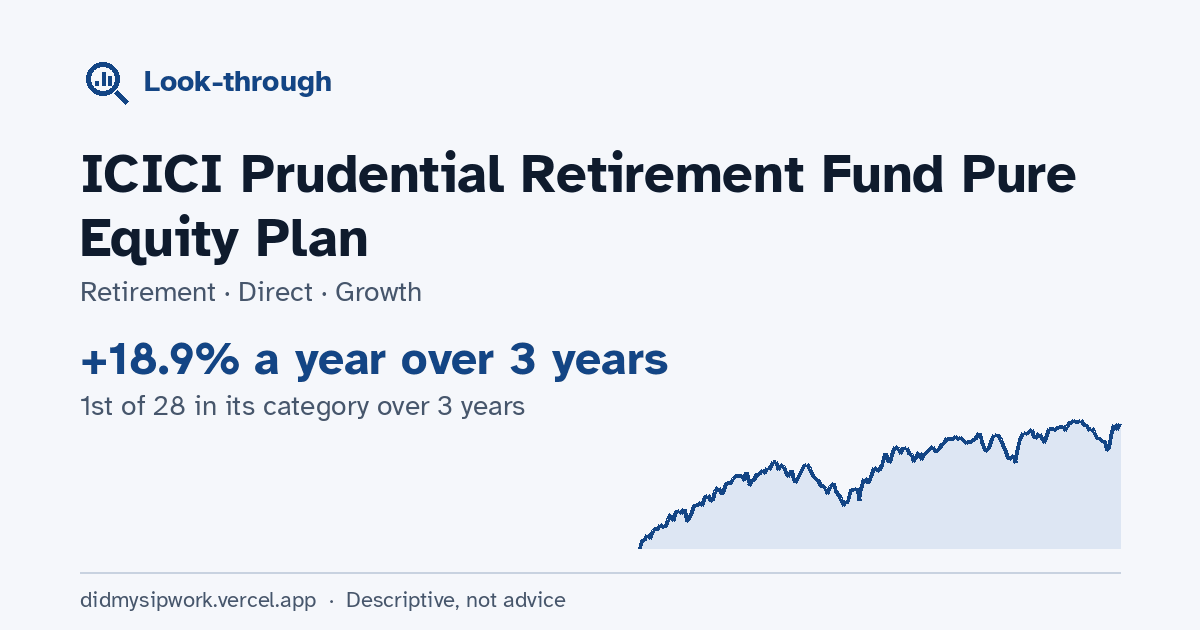 Look-through
ICICI Prudential Retirement Fund Pure
Equity Plan
Retirement · Direct · Growth
+18.9% a year over 3 years
1st of 28 in its category over 3 years
didmysipwork.vercel.app · Descriptive, not advice